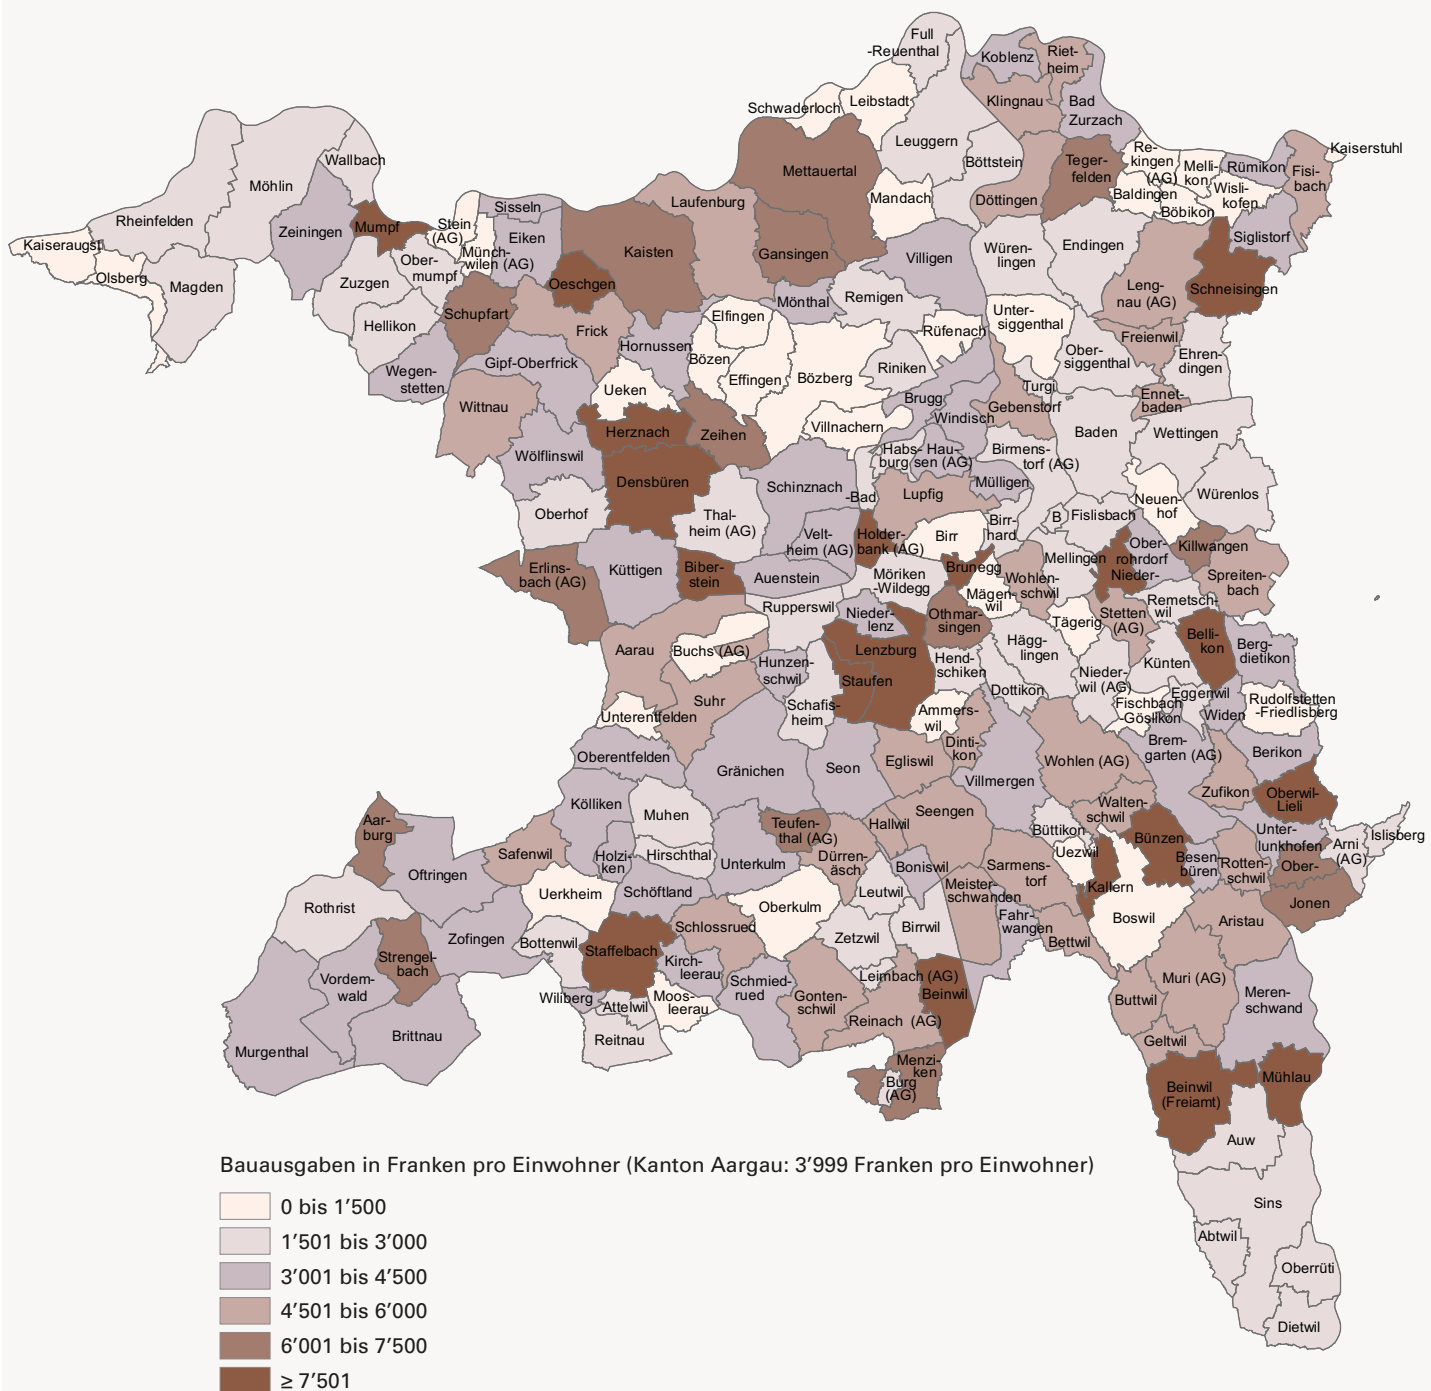 Full
-Reuenthal
Koblenz
Riet-
heim
Schwaderloch
Leibstadt
Klingnau
Bad
Zurzach
Leuggern
Böttstein
Teger-
felden
Re-
kingen
(AG)
Melli-
kon
Rümikon
Kaiserstuhl
Fisi-
bach
Wisli-
kofen
Baldingen
Böbikon
Siglistorf
Wallbach
Möhlin
Mettauertal
Mandach
Döttingen
Rheinfelden
Zeiningen
Mumpf
Stein
(AG)
Sisseln
Eiken
Münch-
wilen (AG)
Laufenburg
Kaisten
Gansingen
Villigen
Würen-
lingen
Endingen
Kaiseraugst
Olsberg
Magden
Zuzgen
Ober-
mumpf
Oeschgen
Mönthal
Remigen
Leng-
nau (AG)
Schneisingen
Hellikon
Schupfart
Frick
Hornussen
Elfingen
Bözen
Effingen
Bözberg
Rüfenach
Riniken
Unter-
siggenthal
Ober-
siggenthal
Freienwil
Ehren-
dingen
Wegen-
stetten
Gipf-Oberfrick
Ueken
Wittnau
Herznach
Zeihen
Villnachern
Brugg
Windisch
Turgi
Gebenstorf
Ennet-
baden
Baden
Wettingen
Wölflinswil
Densbüren
Schinznach
-Bad
Habs-
burg
Hau-
sen (AG)
Birmens-
torf (AG)
Mülligen
Lupfig
Neuen-
hof
Würenlos
Oberhof
Thal-
heim (AG)
Velt-
heim (AG)
Holder-
bank (AG)
Birr
Birr-
hard
B
Fislisbach
Killwangen
Erlins-
bach (AG)
Küttigen
Biber-
stein
Auenstein
Möriken
-Wildegg
Brunegg
Mägen-
wil
Wohlen-
schwil
Mellingen
Ober-
rohrdorf
Nieder-
Spreiten-
bach
Rupperswil
Nieder-
lenz
Othmar-
singen
Tägerig
Stetten
(AG)
Remetsch-
wil
Belli-
kon
Berg-
dietikon
Aarau
Buchs (AG)
Hunzen-
schwil
Lenzburg
Staufen
Hend-
schiken
Hägg-
lingen
Dottikon
Nieder-
wil (AG)
Künten
Eggenwil
Fischbach
-Göslikon
Widen
Rudolfstetten
-Friedlisberg
Unterentfelden
Suhr
Schafis-
heim
Ammers-
wil
Dinti-
kon
Oberentfelden
Gränichen
Seon
Egliswil
Villmergen
Wohlen (AG)
Brem-
garten (AG)
Berikon
Zufikon
Oberwil-
Lieli
Kölliken
Muhen
Hirschthal
Teufen-
thal (AG)
Hallwil
Seengen
Walten-
schwil
Büttikon
Uezwil
Bünzen
Kallern
Besen-
büren
Rotten-
schwil
Unter-
lunkhofen
Ober-
Arni
(AG)
Islisberg
Jonen
Aar-
burg
Oftringen
Safenwil
Holzi-
ken
Unterkulm
Dürren-
äsch
Boniswil
Sarmens-
torf
Uerkheim
Schöftland
Leutwil
Meister-
schwanden
Fahr-
wangen
Bettwil
Boswil
Aristau
Rothrist
Strengel-
bach
Zofingen
Bottenwil
Staffelbach
Schlossrued
Oberkulm
Zetzwil
Birrwil
Vordem-
wald
Wiliberg
Attelwil
Kirch-
leerau
Moos-
leerau
Schmied-
rued
Gonten-
schwil
Leimbach (AG)
Beinwil
Reinach (AG)
Muri (AG)
Buttwil
Meren-
schwand
Murgenthal
Brittnau
Reitnau
Menzi-
ken
Burg
(AG)
Geltwil
Beinwil
(Freiamt)
Mühlau
Auw
Sins
Abtwil
Oberrüti
Dietwil
Bauausgaben in Franken pro Einwohner (Kanton Aargau: 3’999 Franken pro Einwohner)
0 bis 1’500
1’501 bis 3’000
3’001 bis 4’500
4’501 bis 6’000
6’001 bis 7’500
≥ 7’501